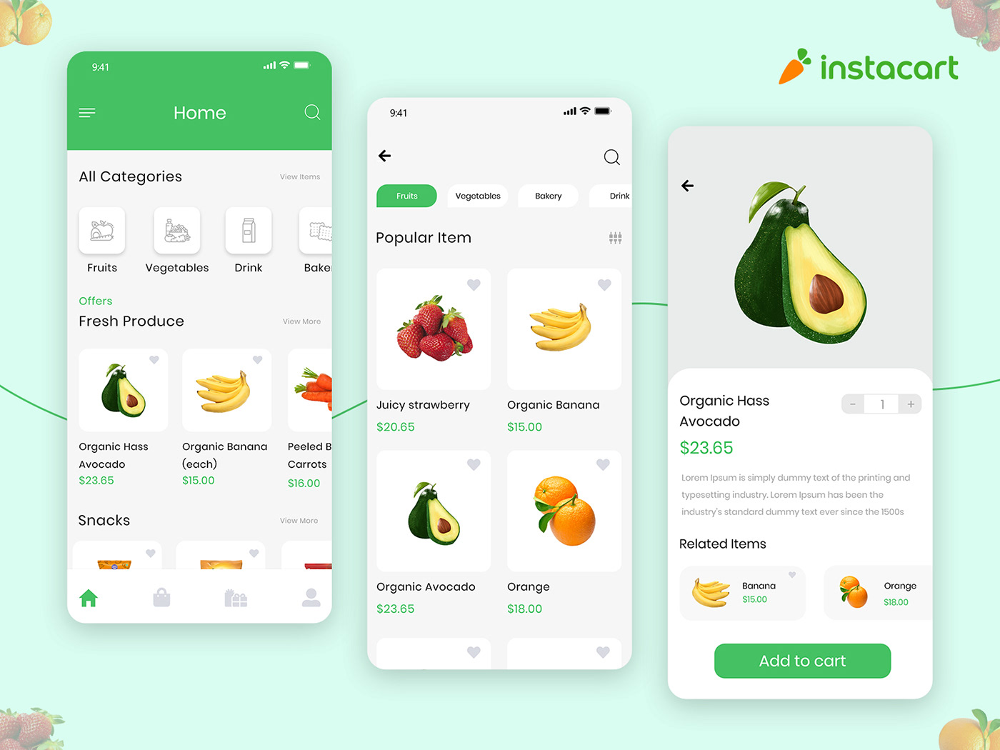 instacart
9:41
Home
All Categories
View Items
Fruits
Vegetables
Drink
Baker
Offers
Fresh Produce
View More
Organic Hass
Avocado
$23.65
Organic Banana
(each)
$15.00
Peeled B
Carrots
$16.00
Snacks
View More
9:41
Fruits
Vegetables
Bakery
Drink
Popular Item
Juicy strawberry
$20.65
Organic Banana
$15.00
Organic Avocado
$23.65
Orange
$18.00
Organic Hass
Avocado
- 1 +
$23.65
Lorem Ipsum is simply dummy text of the printing and
typesetting industry. Lorem Ipsum has been the
industry's standard dummy text ever since the 1500s
Related Items
Banana
$15.00
Orange
$18.00
Add to cart